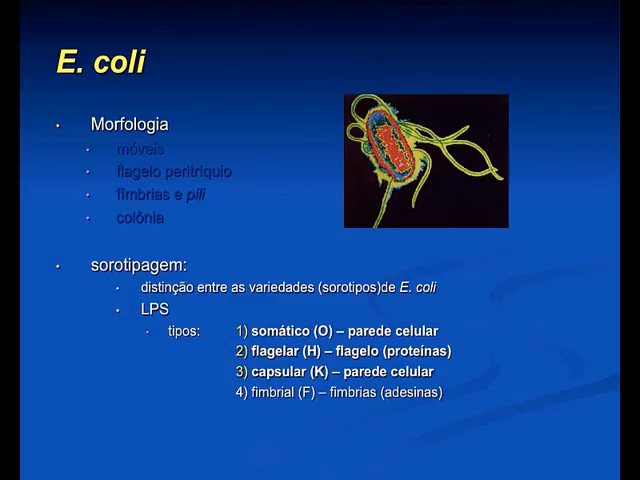 E. coli
• Morfologia
• móveis
• flagelo peritríquio
• fímbrias e pili
• colônia
• sorotipagem:
• distinção entre as variedades (sorotipos)de E. coli
• LPS
• tipos: 1) somático (O) – parede celular
2) flagelar (H) – flagelo (proteínas)
3) capsular (K) – parede celular
4) fimbrial (F) – fimbrias (adesinas)